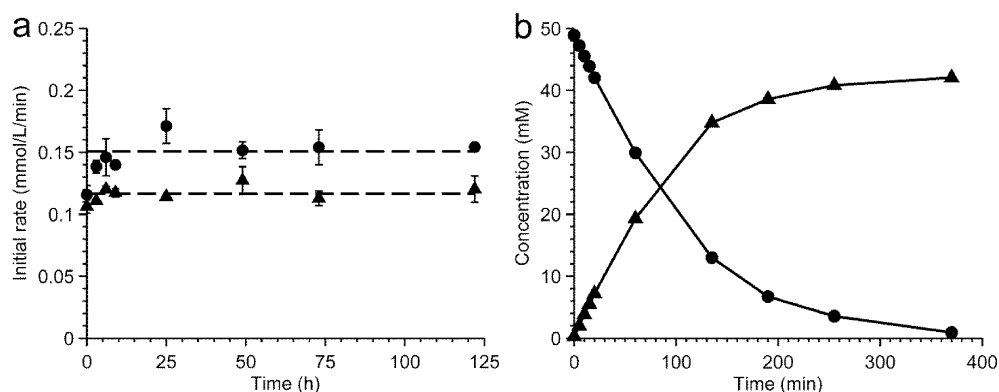 a
Initial rate (mmol/L/min)
0.25
0.2
0.15
0.1
0.05
0
0 25 50 75 100 125
Time (h)
b
Concentration (mM)
50
40
30
20
10
0
0 100 200 300 400
Time (min)